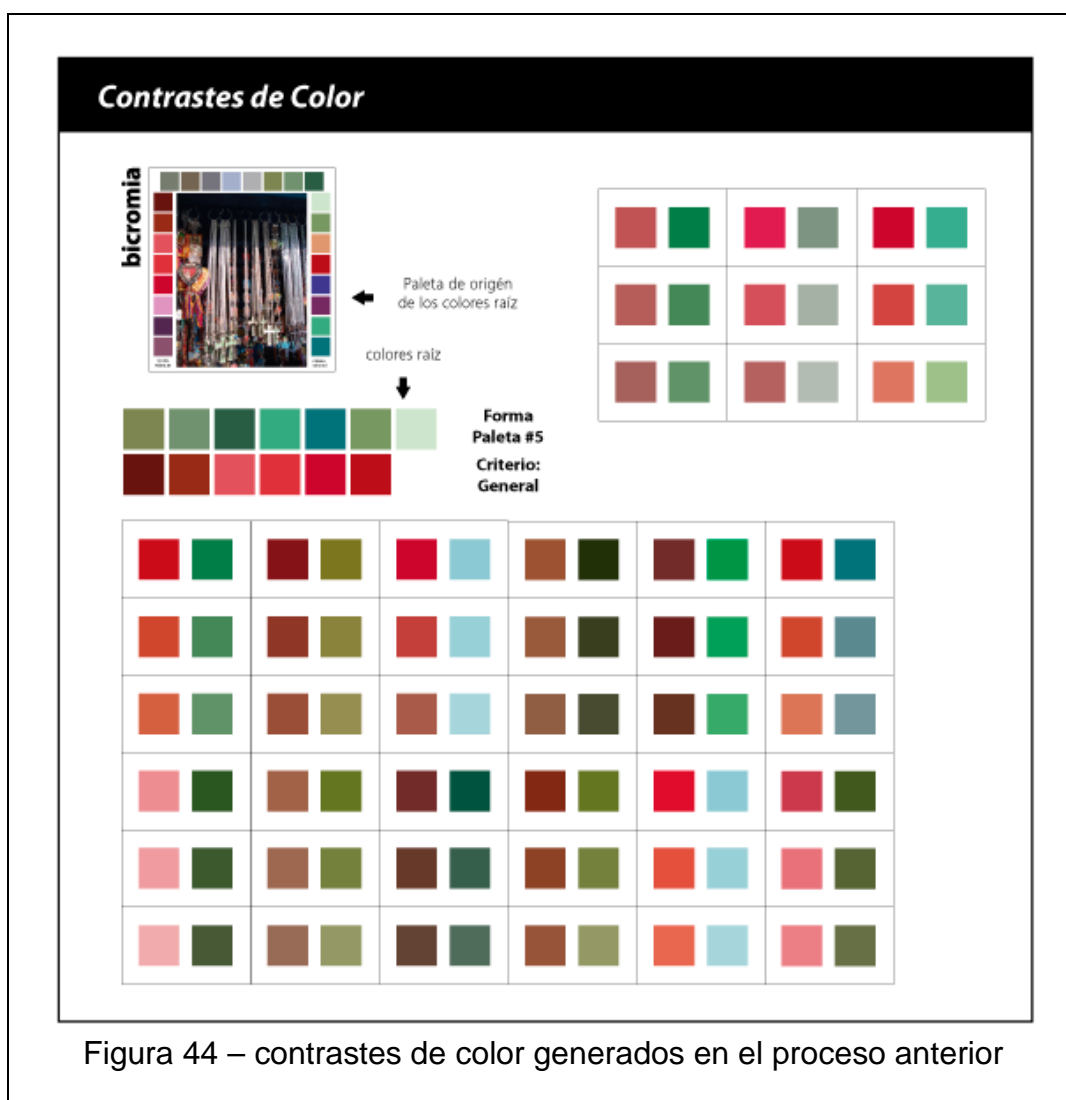 Contrastes de Color
bicromia
Paleta de origén
de los colores raíz
colores raíz
Forma
Paleta #5
Criterio:
General
Figura 44 – contrastes de color generados en el proceso anterior